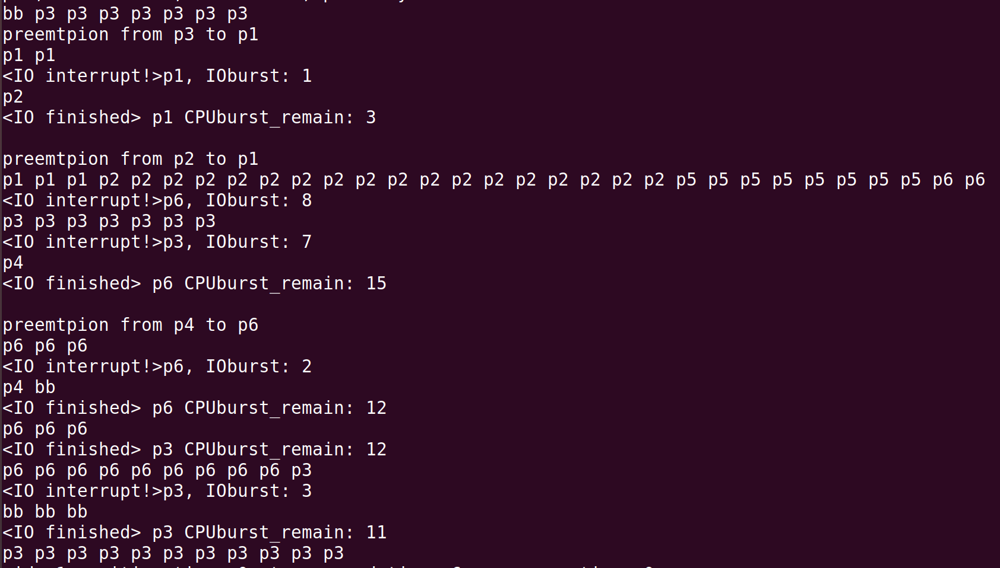 bb p3 p3 p3 p3 p3 p3 p3
preemtpion from p3 to p1
p1 p1
<IO interrupt!>p1, IOburst: 1
p2
<IO finished> p1 CPUburst_remain: 3
preemtpion from p2 to p1
p1 p1 p1 p2 p2 p2 p2 p2 p2 p2 p2 p2 p2 p2 p2 p2 p2 p2 p2 p2 p2 p5 p5 p5 p5 p5 p5 p5 p5 p6 p6
<IO interrupt!>p6, IOburst: 8
p3 p3 p3 p3 p3 p3 p3
<IO interrupt!>p3, IOburst: 7
p4
<IO finished> p6 CPUburst_remain: 15
preemtpion from p4 to p6
p6 p6 p6
<IO interrupt!>p6, IOburst: 2
p4 bb
<IO finished> p6 CPUburst_remain: 12
p6 p6 p6
<IO finished> p3 CPUburst_remain: 12
p6 p6 p6 p6 p6 p6 p6 p6 p6 p3
<IO interrupt!>p3, IOburst: 3
bb bb bb
<IO finished> p3 CPUburst_remain: 11
p3 p3 p3 p3 p3 p3 p3 p3 p3 p3 p3